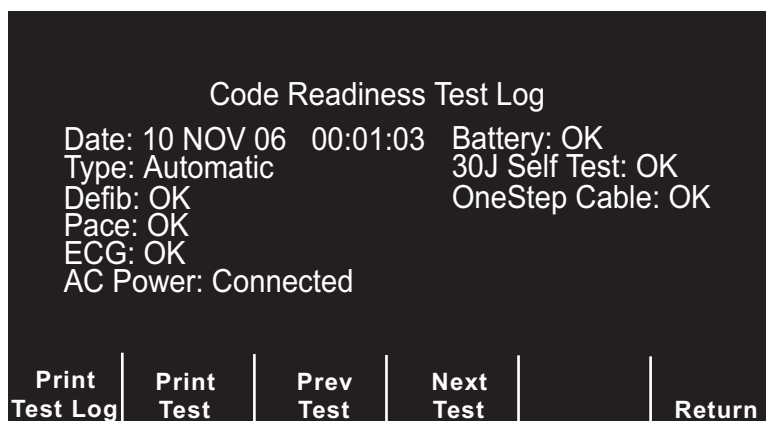 Code Readiness Test Log
Date: 10 NOV 06 00:01:03
Type: Automatic
Defib: OK
Pace: OK
ECG: OK
AC Power: Connected
Battery: OK
30J Self Test: OK
OneStep Cable: OK
Print
Test Log
Print
Test
Prev
Test
Next
Test
Return